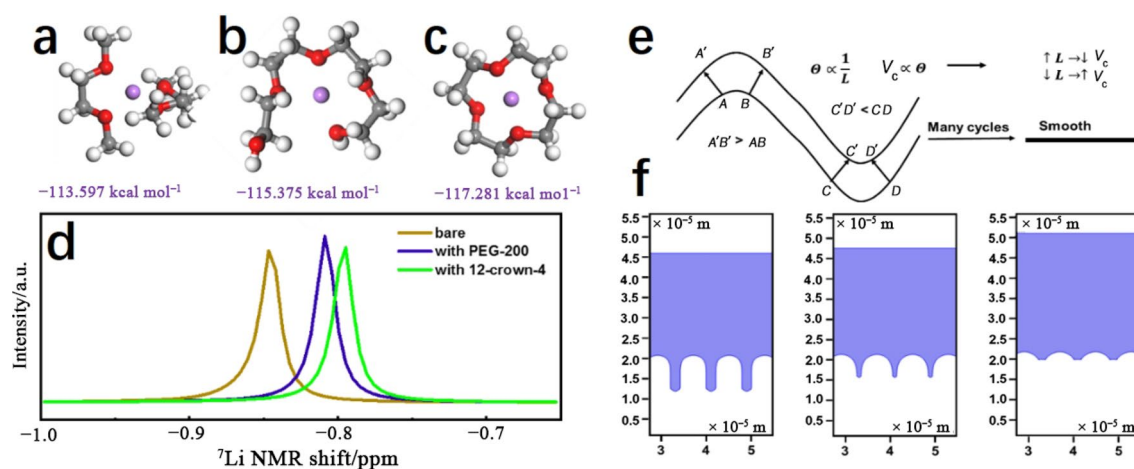 a
b
c
−113.597 kcal mol⁻¹
−115.375 kcal mol⁻¹
−117.281 kcal mo1⁻¹
d
bare
with PEG-200
with 12-crown-4
Intensity/a.u.
−1.0 −0.9 −0.8 −0.7
⁷Li NMR shift/ppm
e
A′ B′
A B
A′B′ > AB
C′D′ < CD
C′ D′
C D
Θ ∝ 1/L
V_c ∝ Θ
↑ L →↓ V_c
↓ L →↑ V_c
Many cycles
Smooth
f
5.5 × 10⁻⁵ m
5.0
4.5
4.0
3.5
3.0
2.5
2.0
1.5
1.0
0.5 × 10⁻⁵ m
3 4 5
5.5 × 10⁻⁵ m
5.0
4.5
4.0
3.5
3.0
2.5
2.0
1.5
1.0
0.5 × 10⁻⁵ m
3 4 5
5.5 × 10⁻⁵ m
5.0
4.5
4.0
3.5
3.0
2.5
2.0
1.5
1.0
0.5 × 10⁻⁵ m
3 4 5